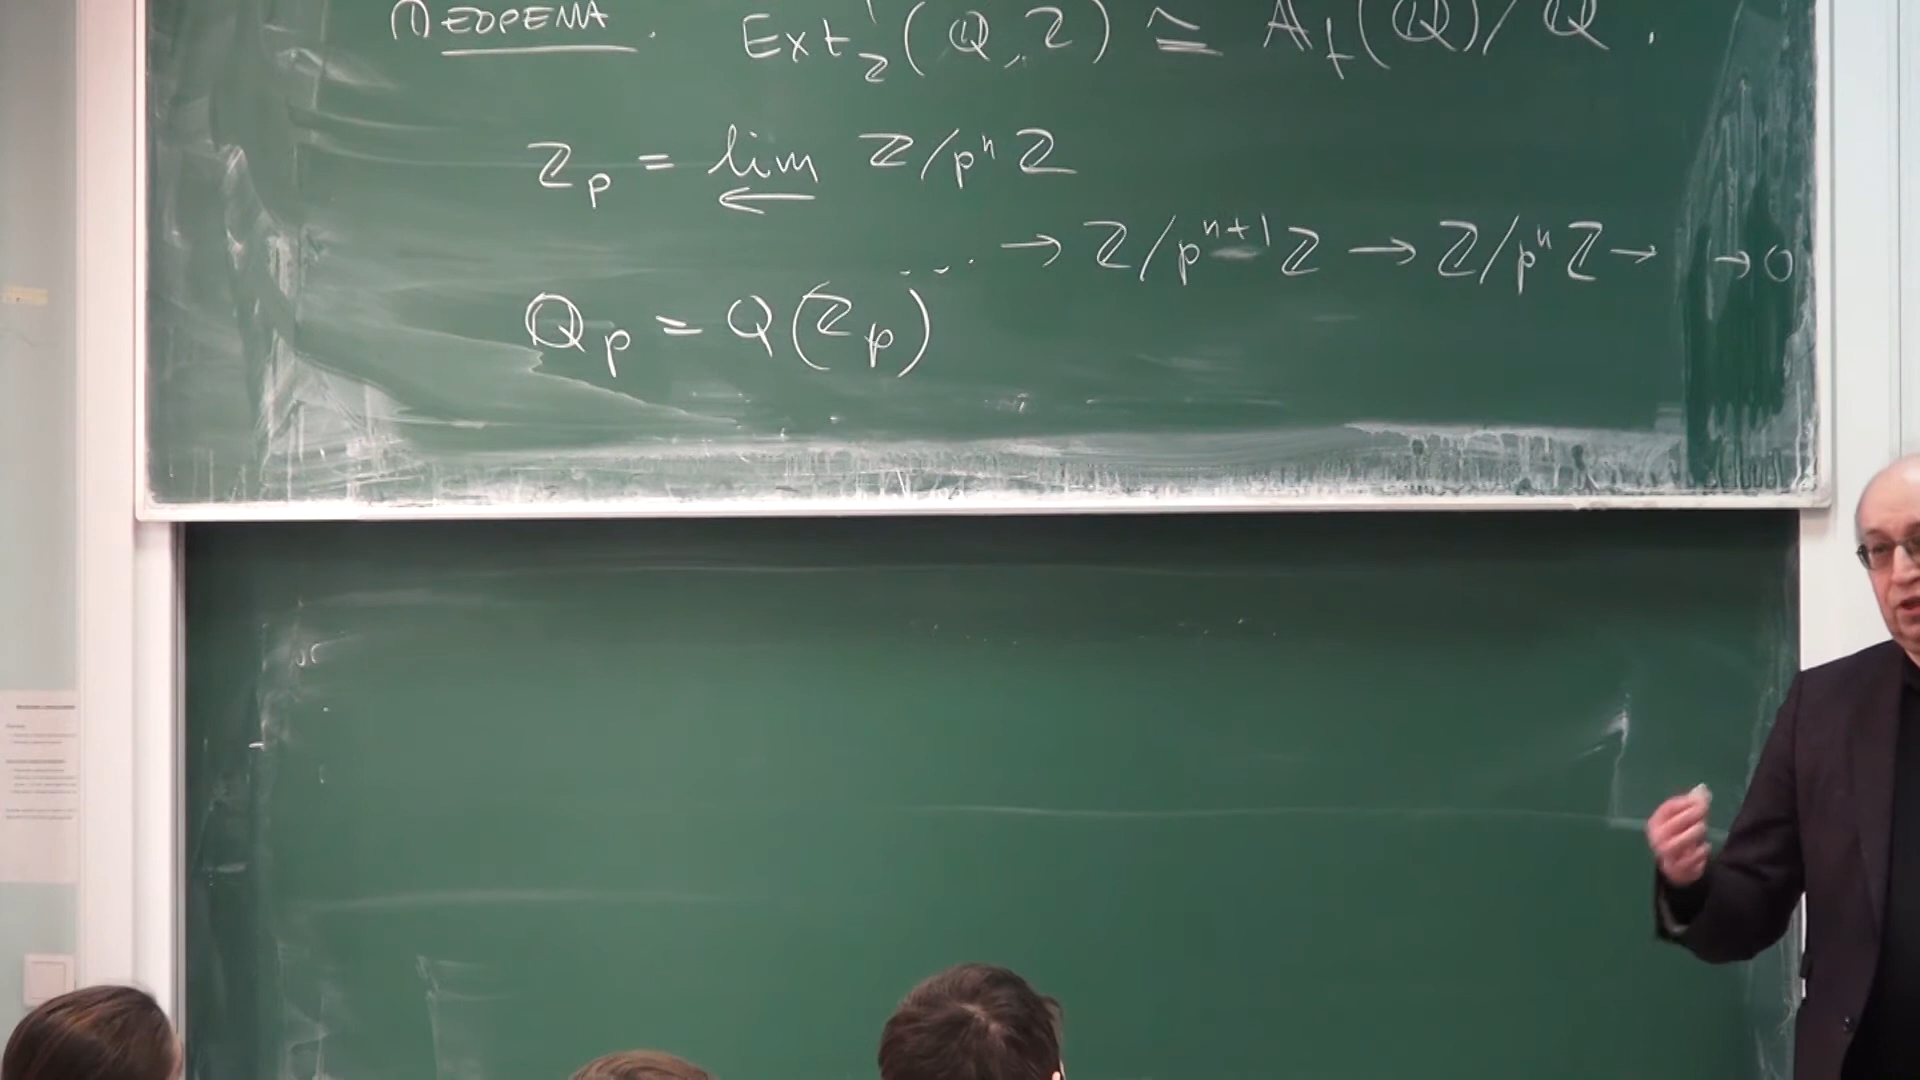 ТЕОРЕМА. Ext¹_Z(Q, Z) ≃ A_f(Q)/Q.
Z_p = lim← Z/pⁿZ
... → Z/pⁿ⁺¹Z → Z/pⁿZ → → 0
Q_p = Q(Z_p)